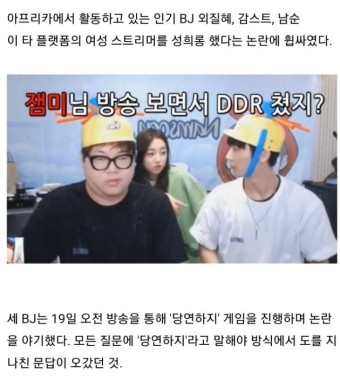 아프리카에서 활동하고 있는 인기 BJ 외질혜, 감스트, 남순
이 타 플랫폼의 여성 스트리머를 성희롱 했다는 논란에 휩싸였다.
잼미님 방송 보면서 DDR 쳤지?
세 BJ는 19일 오전 방송을 통해 '당연하지' 게임을 진행하며 논란
을 야기했다. 모든 질문에 '당연하지'라고 말해야 방식에서 도를 지
나친 문답이 오갔던 것.